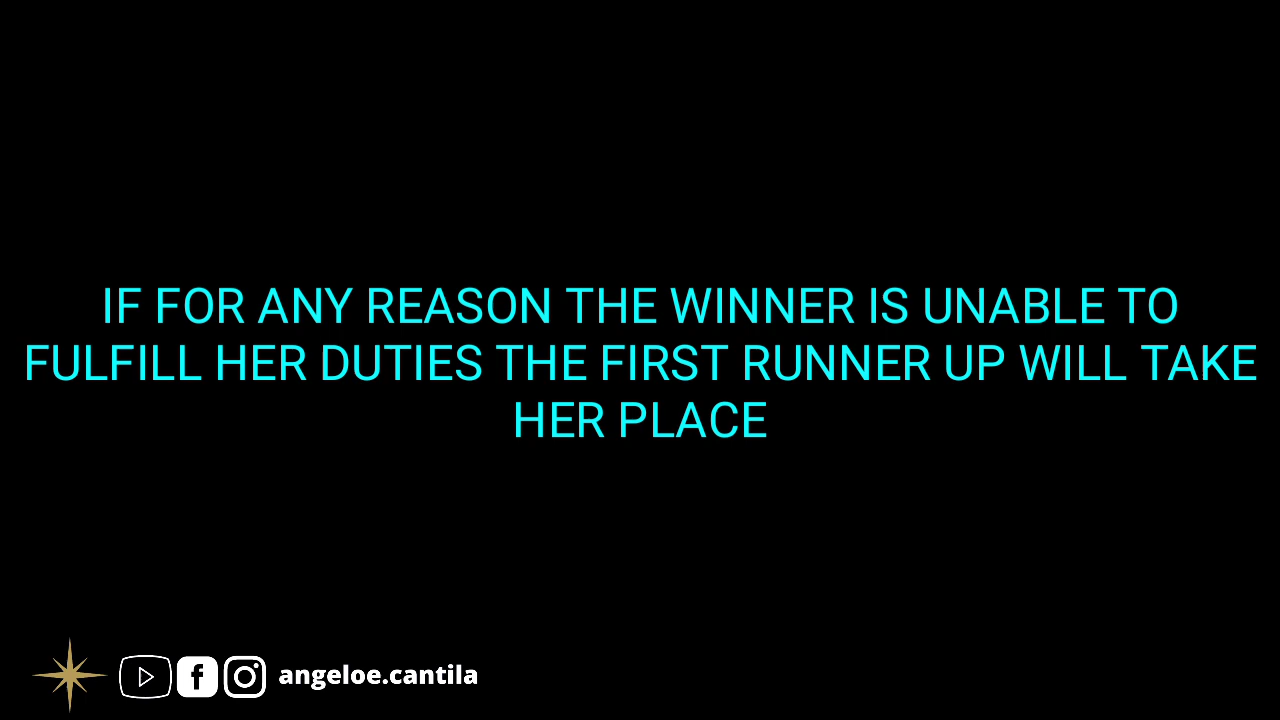 IF FOR ANY REASON THE WINNER IS UNABLE TO
FULFILL HER DUTIES THE FIRST RUNNER UP WILL TAKE
HER PLACE
angeloe.cantila